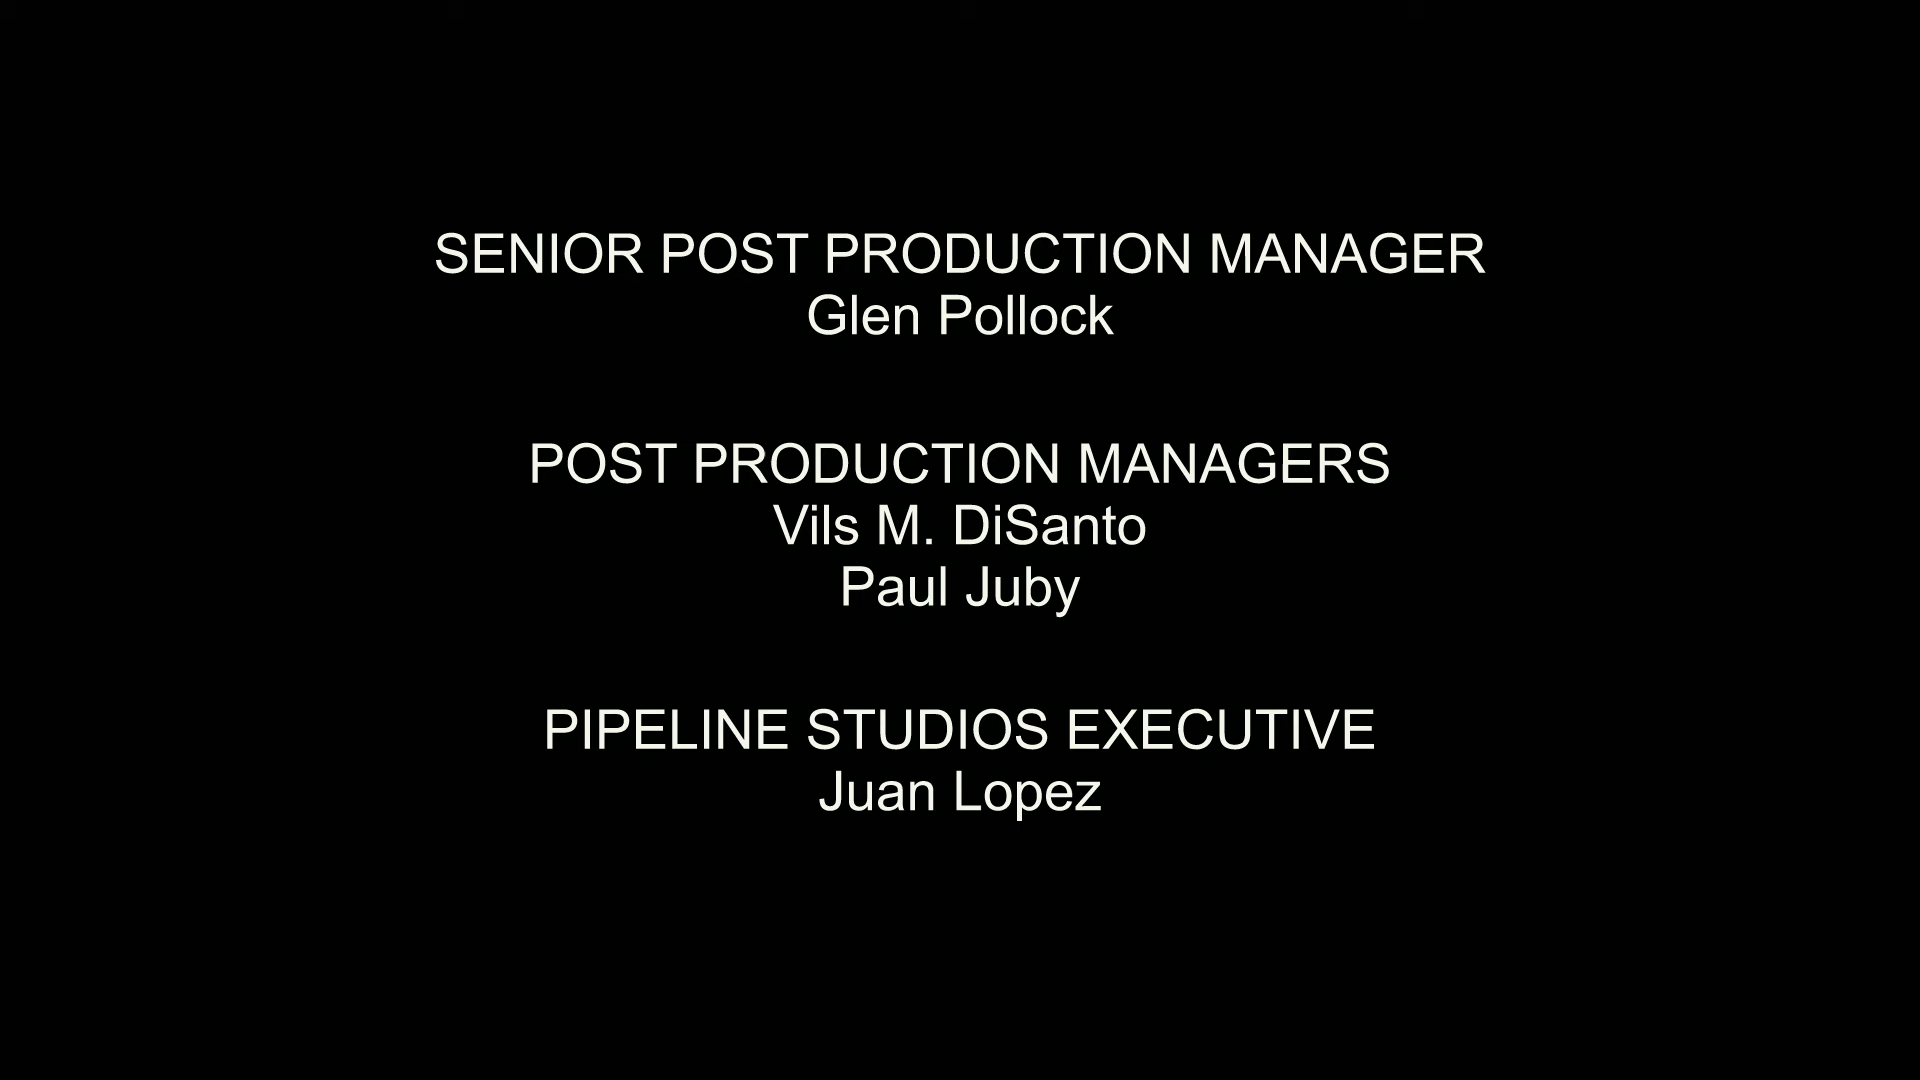 SENIOR POST PRODUCTION MANAGER
Glen Pollock
POST PRODUCTION MANAGERS
Vils M. DiSanto
Paul Juby
PIPELINE STUDIOS EXECUTIVE
Juan Lopez